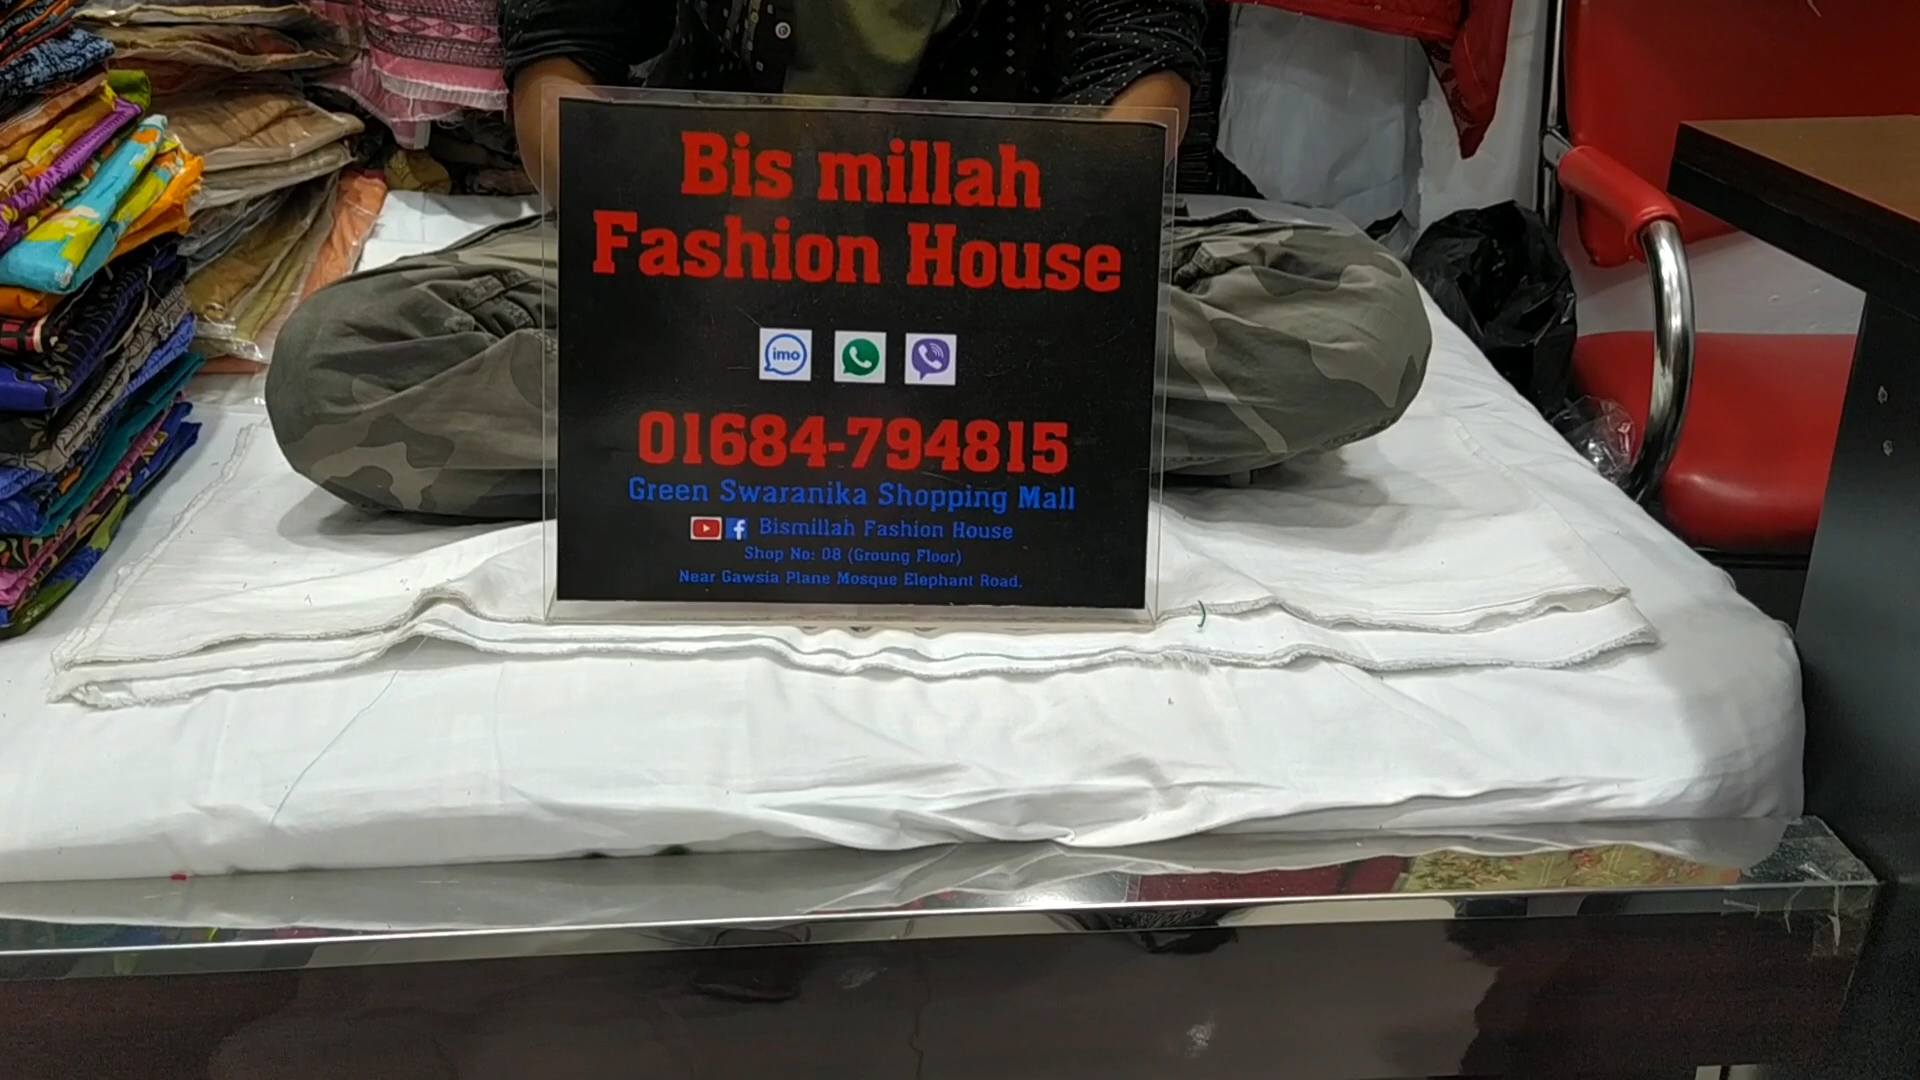 Bis millah
Fashion House
imo
01684-794815
Green Swaranika Shopping Mall
Bismillah Fashion House
Shop No: 08 (Groung Floor)
Near Gawsia Plane Mosque Elephant Road.